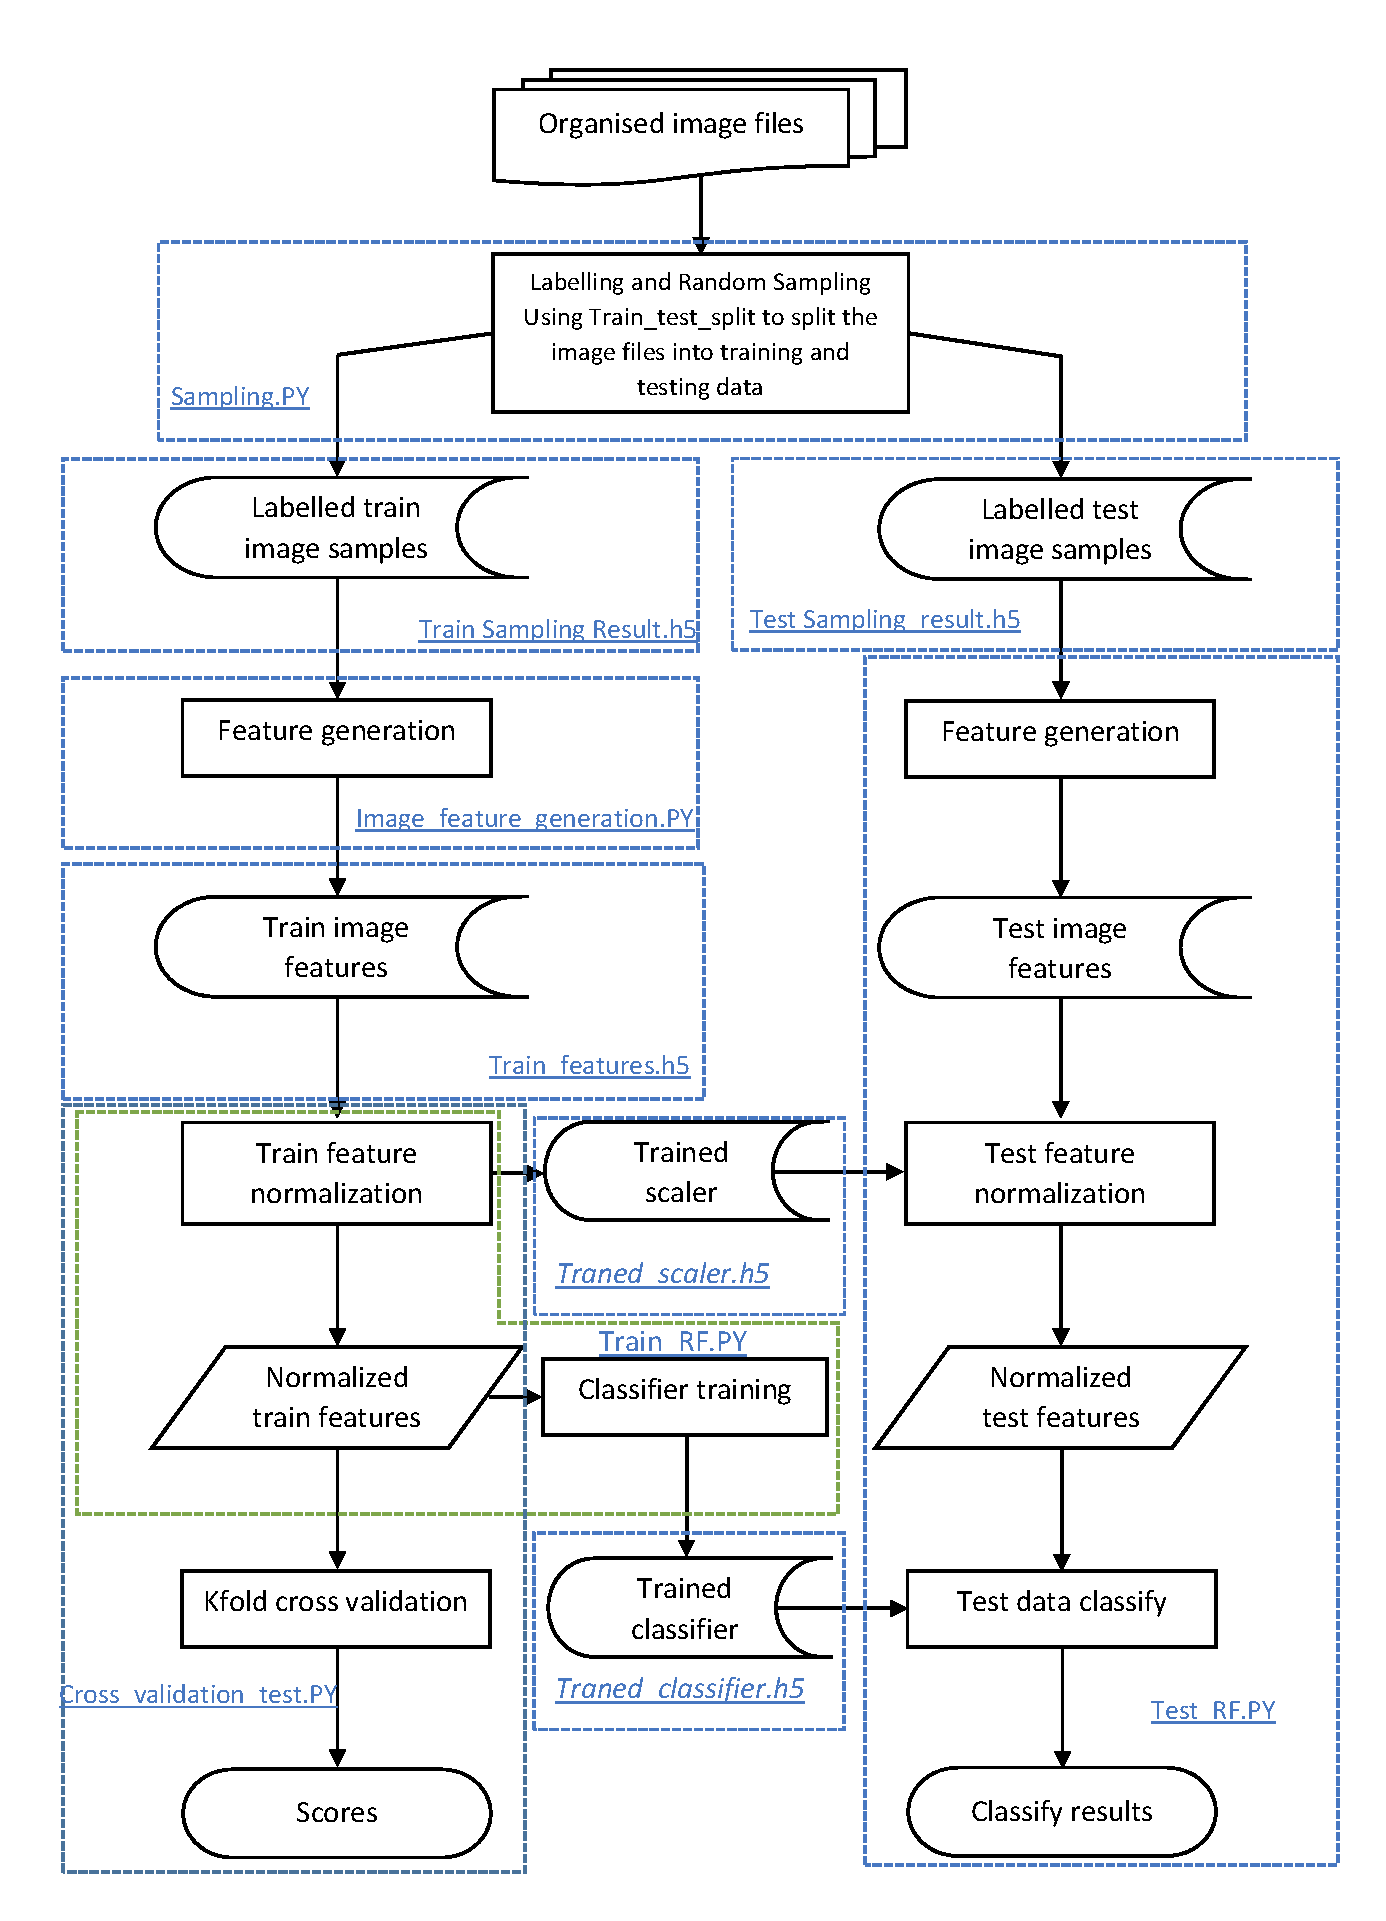 Organised image files
Labelling and Random Sampling
Using Train_test_split to split the
image files into training and
testing data
Sampling.PY
Labelled train
image samples
Train Sampling Result.h5
Labelled test
image samples
Test Sampling_result.h5
Feature generation
Image_feature_generation.PY
Feature generation
Train image
features
Train_features.h5
Test image
features
Train feature
normalization
Trained
scaler
Traned_scaler.h5
Test feature
normalization
Train_RF.PY
Normalized
train features
Classifier training
Normalized
test features
Kfold cross validation
Trained
classifier
Traned_classifier.h5
Test data classify
Cross_validation_test.PY
Test_RF.PY
Scores
Classify results